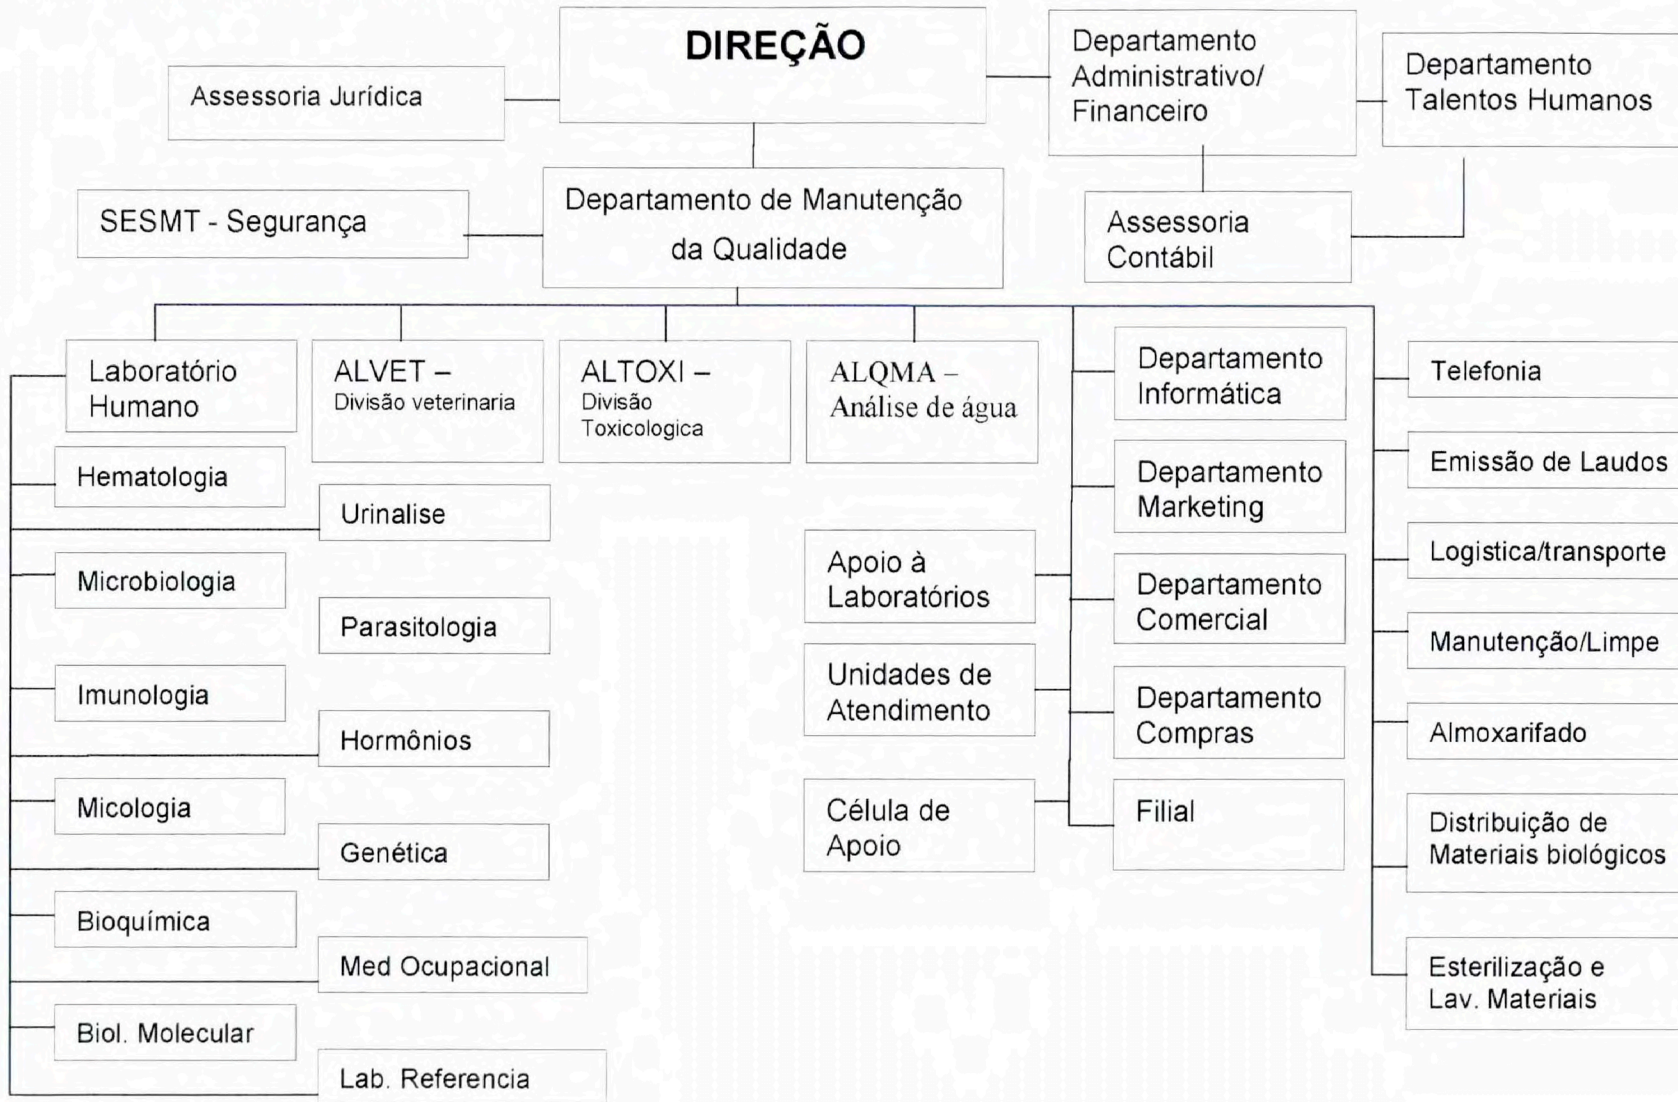 DIREÇÃO
Assessoria Jurídica
Departamento
Administrativo/
Financeiro
Departamento
Talentos Humanos
SESMT - Segurança
Departamento de Manutenção
da Qualidade
Assessoria
Contábil
Laboratório
Humano
ALVET –
Divisão veterinaria
ALTOXI –
Divisão
Toxicologica
ALQMA –
Análise de água
Departamento
Informática
Telefonia
Hematologia
Urinalise
Departamento
Marketing
Emissão de Laudos
Microbiologia
Parasitologia
Apoio à
Laboratórios
Departamento
Comercial
Logistica/transporte
Imunologia
Hormônios
Unidades de
Atendimento
Departamento
Compras
Manutenção/Limpe
Almoxarifado
Micologia
Genética
Célula de
Apoio
Filial
Distribuição de
Materiais biológicos
Bioquímica
Med Ocupacional
Esterilização e
Lav. Materiais
Biol. Molecular
Lab. Referencia